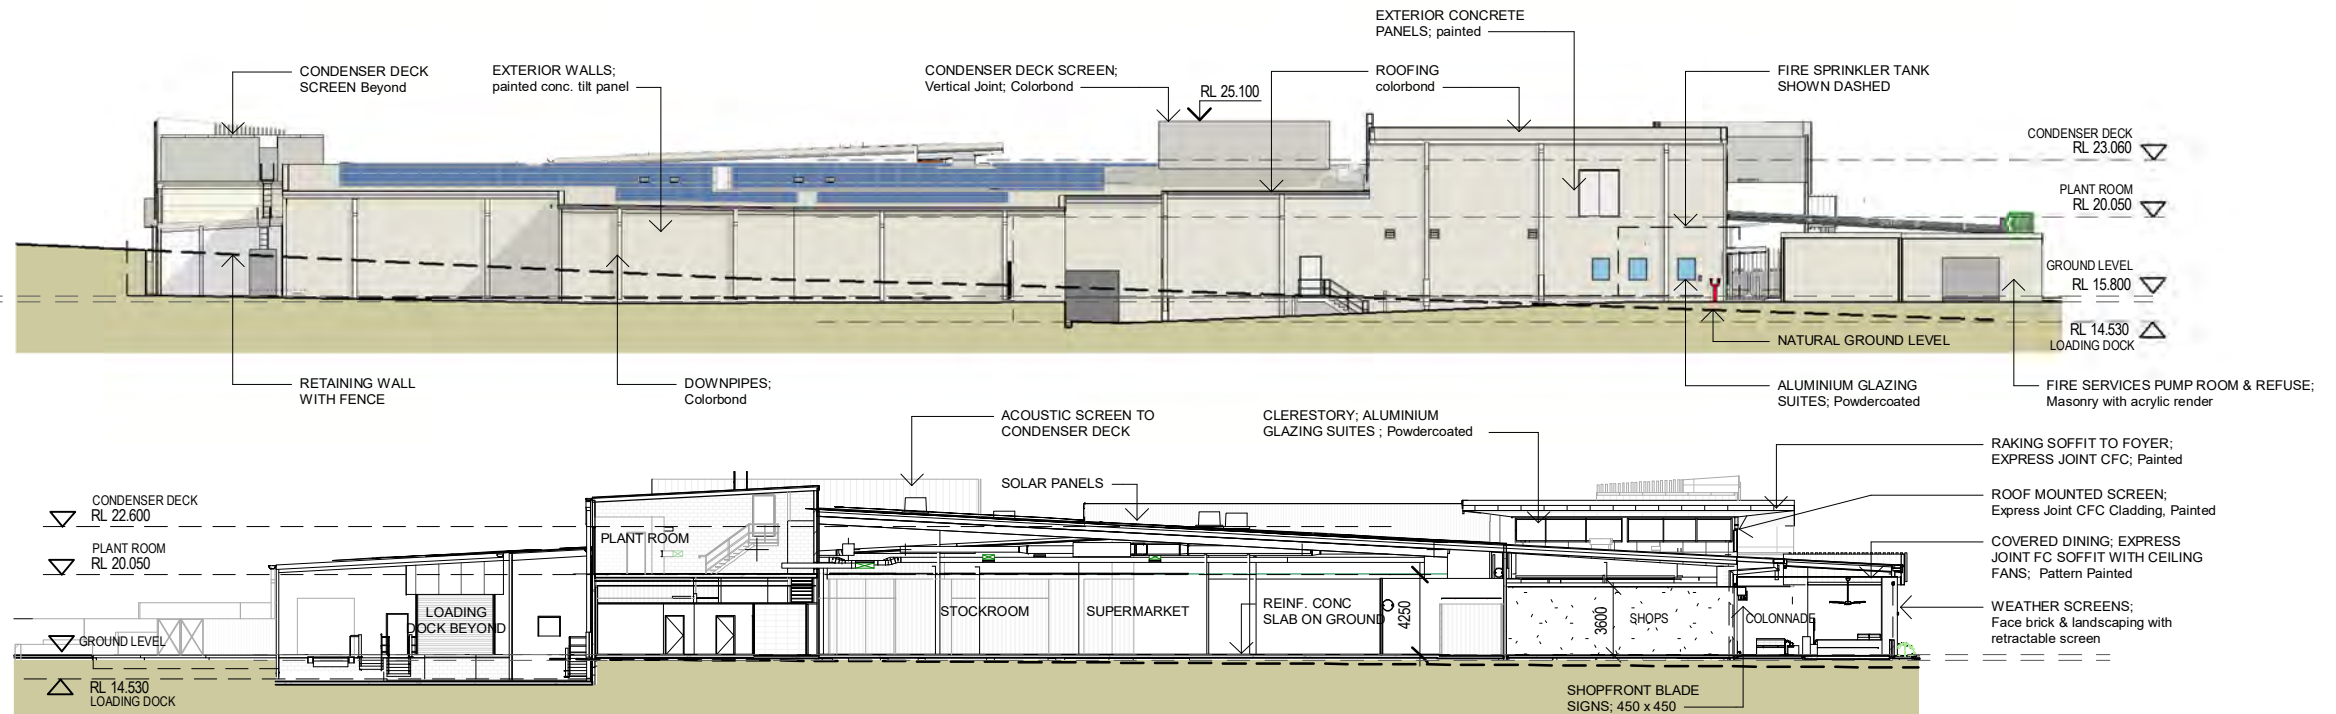 EXTERIOR CONCRETE
PANELS; painted
CONDENSER DECK
SCREEN Beyond
EXTERIOR WALLS;
painted conc. tilt panel
CONDENSER DECK SCREEN;
Vertical Joint; Colorbond
RL 25.100
ROOFING
colorbond
FIRE SPRINKLER TANK
SHOWN DASHED
CONDENSER DECK
RL 23.060
PLANT ROOM
RL 20.050
GROUND LEVEL
RL 15.800
RL 14.530
LOADING DOCK
NATURAL GROUND LEVEL
RETAINING WALL
WITH FENCE
DOWNPIPES;
Colorbond
ALUMINIUM GLAZING
SUITES; Powdercoated
FIRE SERVICES PUMP ROOM & REFUSE;
Masonry with acrylic render
ACOUSTIC SCREEN TO
CONDENSER DECK
CLERESTORY; ALUMINIUM
GLAZING SUITES ; Powdercoated
RAKING SOFFIT TO FOYER;
EXPRESS JOINT CFC; Painted
SOLAR PANELS
ROOF MOUNTED SCREEN;
Express Joint CFC Cladding, Painted
CONDENSER DECK
RL 22.600
PLANT ROOM
RL 20.050
PLANT ROOM
COVERED DINING; EXPRESS
JOINT FC SOFFIT WITH CEILING
FANS; Pattern Painted
LOADING
DOCK BEYOND
STOCKROOM
SUPERMARKET
REINF. CONC
SLAB ON GROUND
4250
3600
SHOPS
COLONNADE
WEATHER SCREENS;
Face brick & landscaping with
retractable screen
GROUND LEVEL
RL 14.530
LOADING DOCK
SHOPFRONT BLADE
SIGNS; 450 x 450